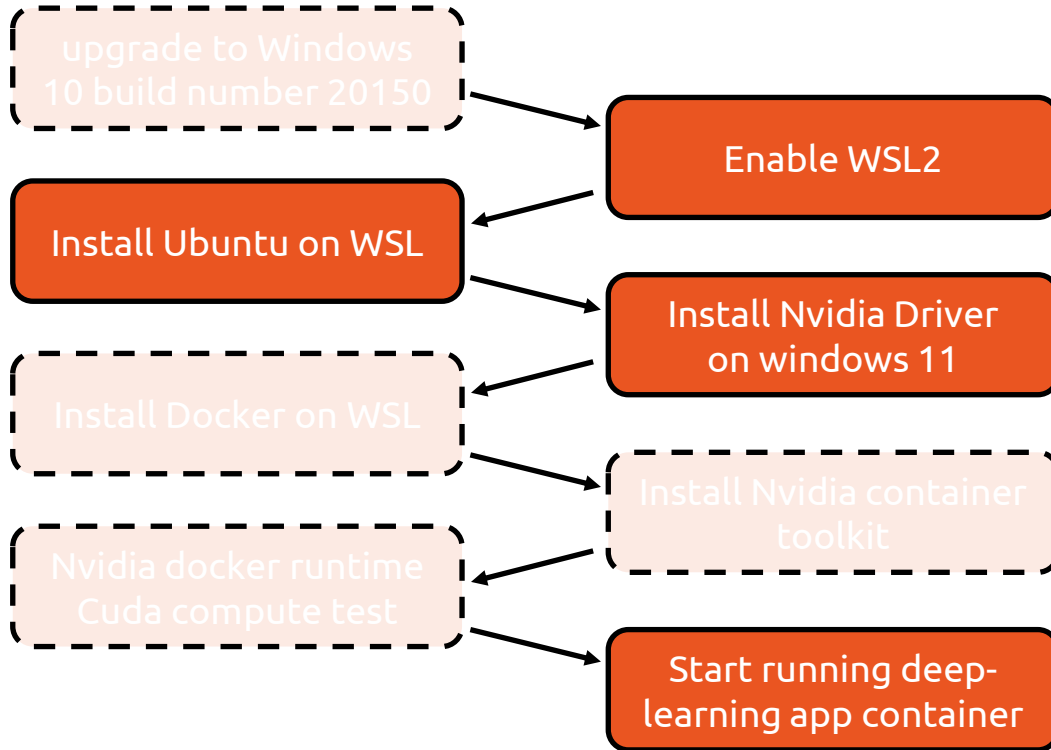 upgrade to Windows
10 build number 20150
Enable WSL2
Install Ubuntu on WSL
Install Nvidia Driver
on windows 11
Install Docker on WSL
Install Nvidia container
toolkit
Nvidia docker runtime
Cuda compute test
Start running deep-
learning app container